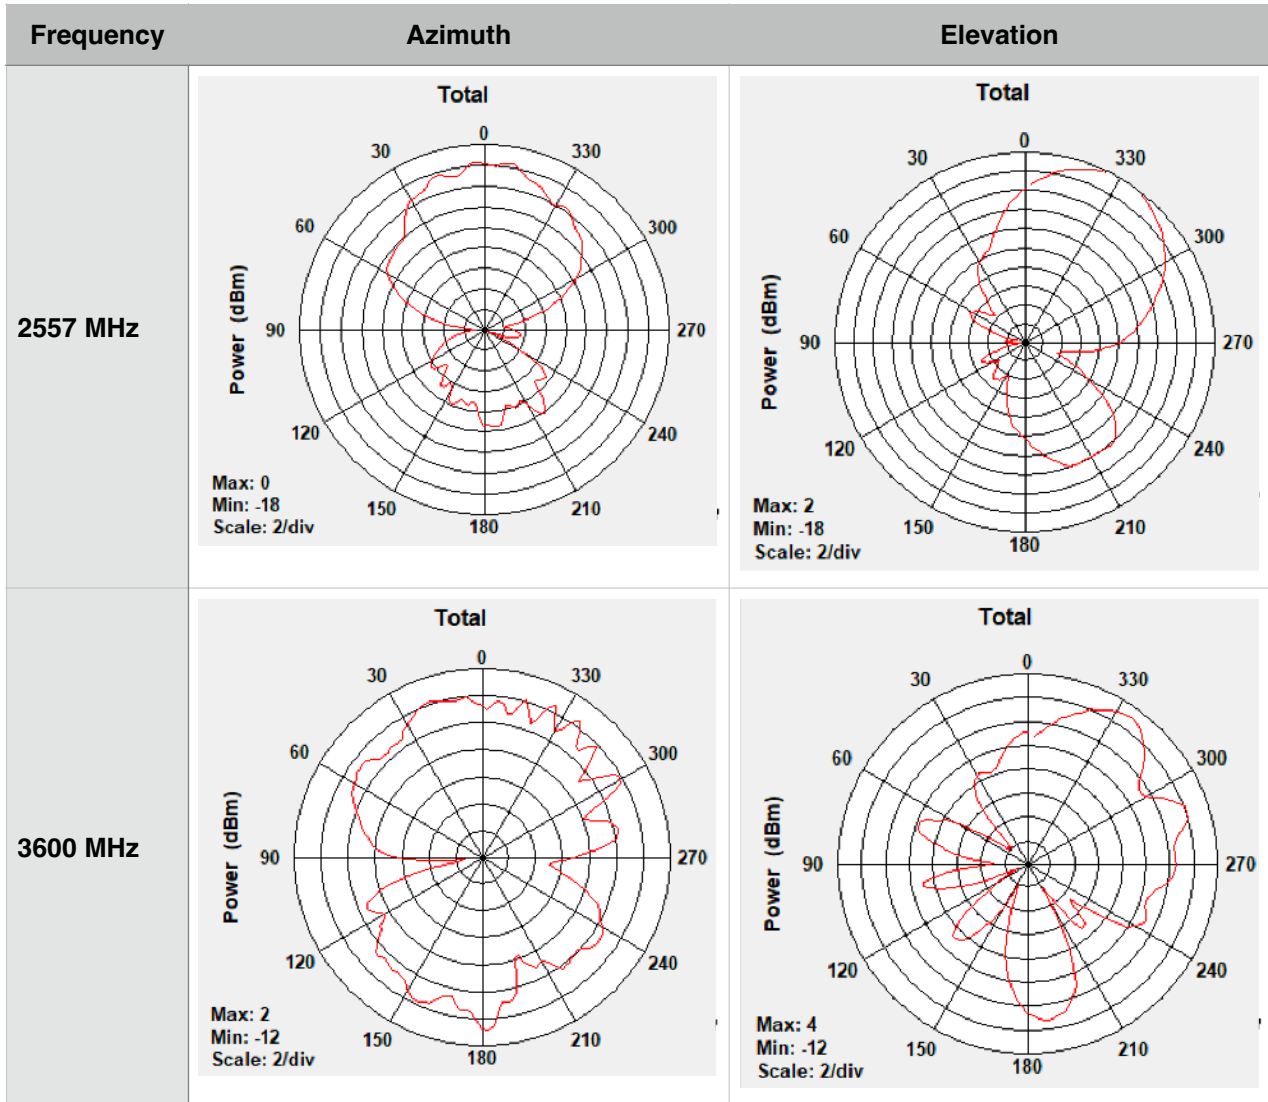 Frequency Azimuth Elevation
2557 MHz
Total
0
30 330
60 300
90 270
120 240
150 210
180
Power (dBm)
Max: 0
Min: -18
Scale: 2/div
Total
0
30 330
60 300
90 270
120 240
150 210
180
Power (dBm)
Max: 2
Min: -18
Scale: 2/div
3600 MHz
Total
0
30 330
60 300
90 270
120 240
150 210
180
Power (dBm)
Max: 2
Min: -12
Scale: 2/div
Total
0
30 330
60 300
90 270
120 240
150 210
180
Power (dBm)
Max: 4
Min: -12
Scale: 2/div